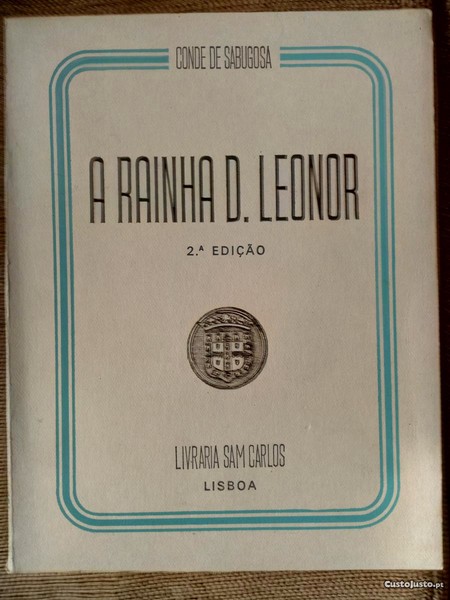 CONDE DE SABUGOSA
A RAINHA D. LEONOR
2.ª EDIÇÃO
LIVRARIA SAM CARLOS
LISBOA
CustoJusto.pt